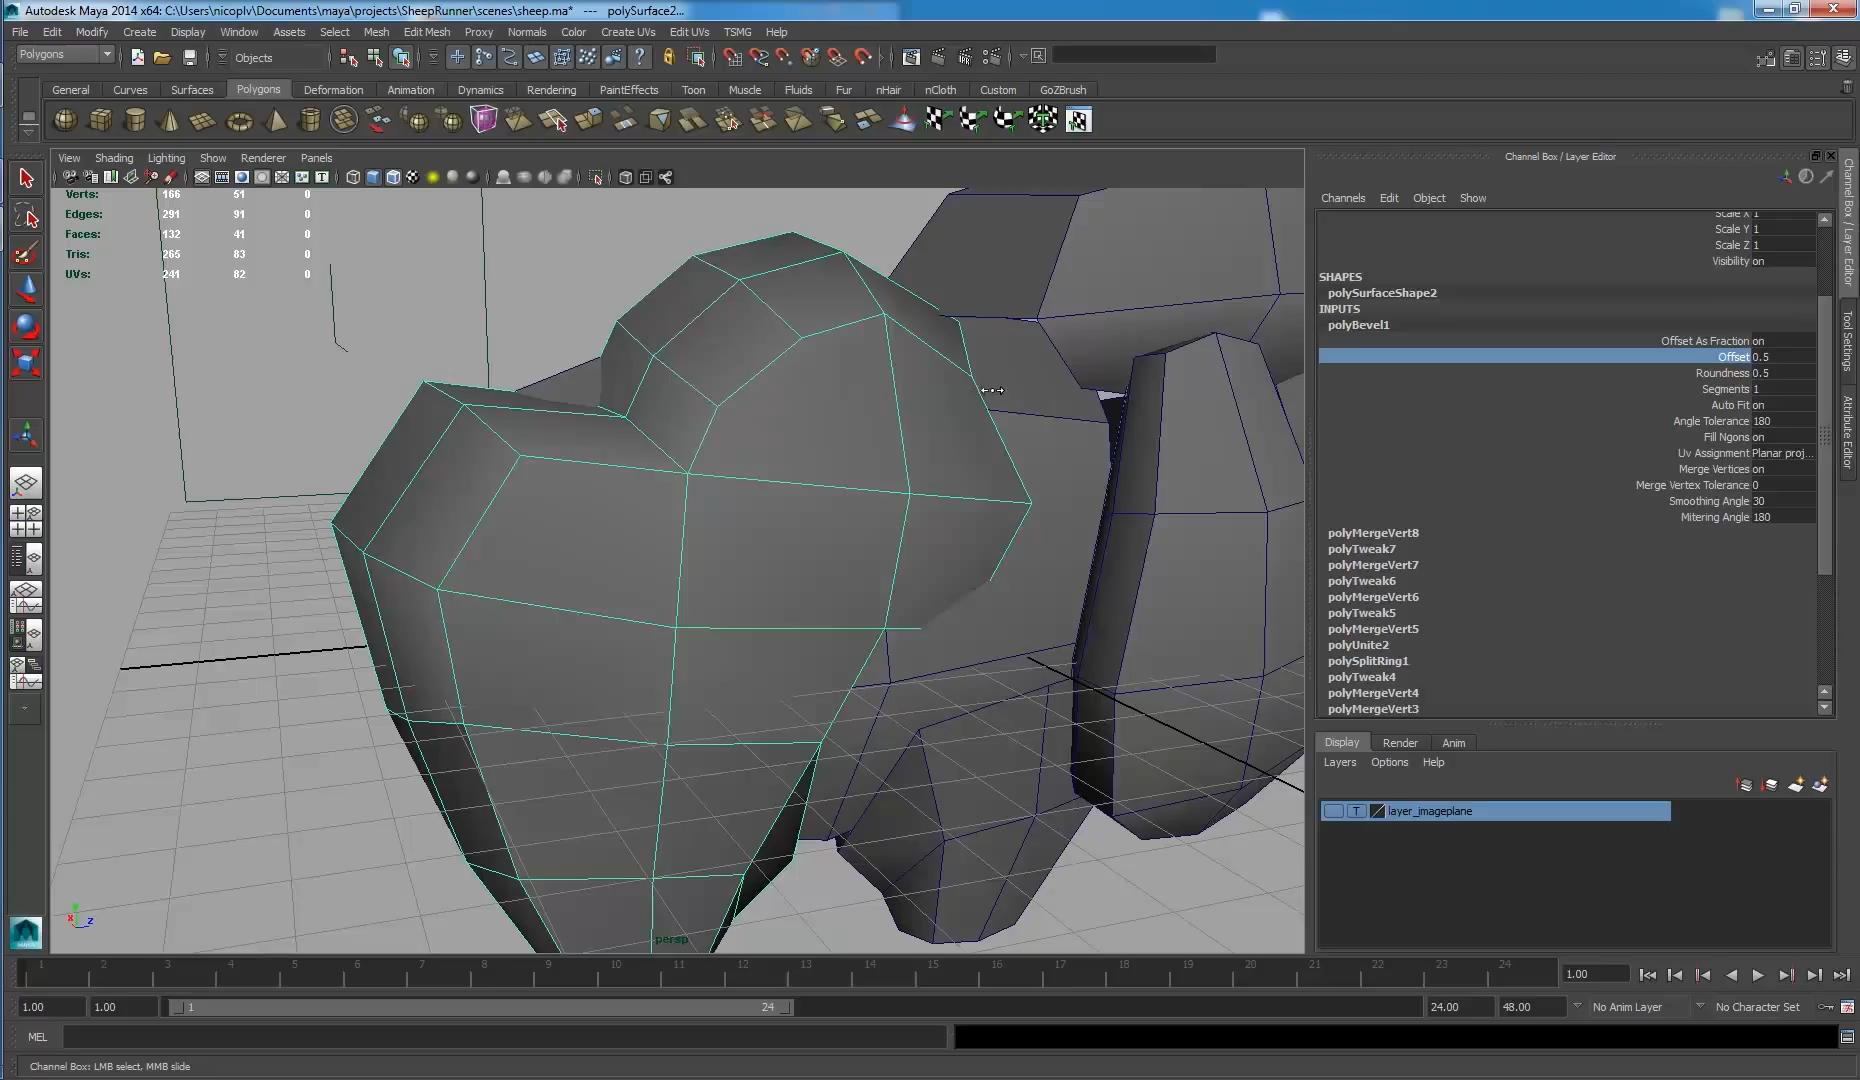 Autodesk Maya 2014 x64: C:\Users\nicoplv\Documents\maya\projects\SheepRunner\scenes\sheep.ma* --- polySurface2...
File Edit Modify Create Display Window Assets Select Mesh Edit Mesh Proxy Normals Color Create UVs Edit UVs TSMG Help
Polygons Objects
General Curves Surfaces Polygons Deformation Animation Dynamics Rendering PaintEffects Toon Muscle Fluids Fur nHair nCloth Custom GoZBrush
View Shading Lighting Show Renderer Panels
Verts: 166 51 0
Edges: 291 91 0
Faces: 132 41 0
Tris: 265 83 0
UVs: 241 82 0
persp
x y z
Channel Box / Layer Editor
Channels Edit Object Show
Scale X 1
Scale Y 1
Scale Z 1
Visibility on
SHAPES
polySurfaceShape2
INPUTS
polyBevel1
Offset As Fraction on
Offset 0.5
Roundness 0.5
Segments 1
Auto Fit on
Angle Tolerance 180
Fill Ngons on
Uv Assignment Planar proj...
Merge Vertices on
Merge Vertex Tolerance 0
Smoothing Angle 30
Mitering Angle 180
polyMergeVert8
polyTweak7
polyMergeVert7
polyTweak6
polyMergeVert6
polyTweak5
polyMergeVert5
polyUnite2
polySplitRing1
polyTweak4
polyMergeVert4
polyMergeVert3
Display Render Anim
Layers Options Help
T layer_imageplane
Channel Box / Layer Editor
Tool Settings
Attribute Editor
1 2 3 4 5 6 7 8 9 10 11 12 13 14 15 16 17 18 19 20 21 22 23 24 1.00
1.00 1.00 1 24 24.00 48.00 No Anim Layer No Character Set
MEL
Channel Box: LMB select, MMB slide